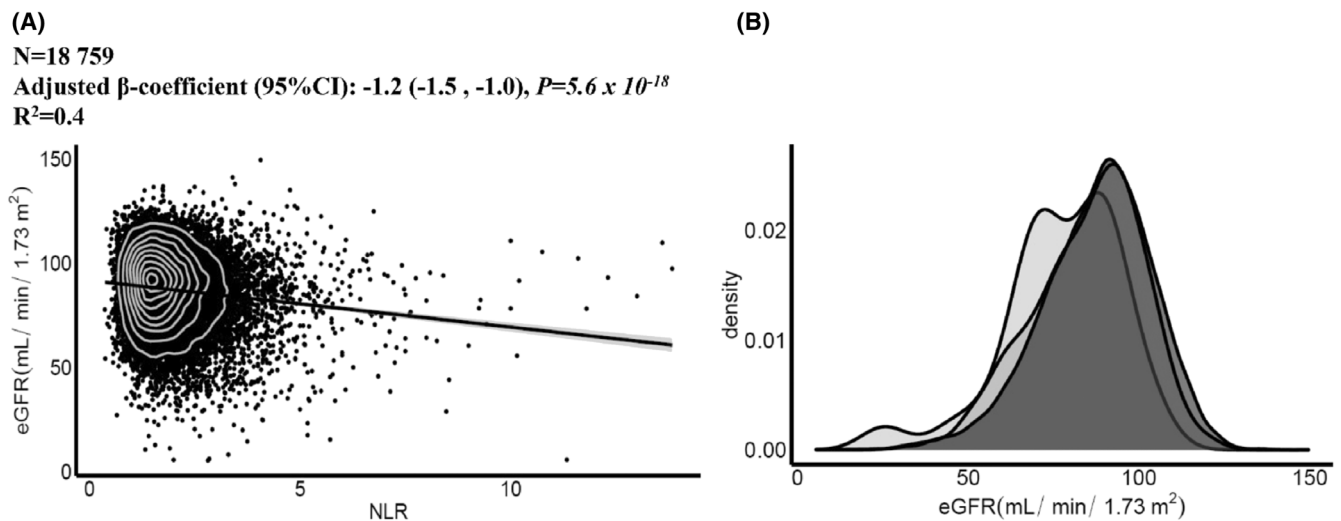 (A)
N=18 759
Adjusted β-coefficient (95%CI): -1.2 (-1.5 , -1.0), P=5.6 x 10⁻¹⁸
R²=0.4
150
100
50
0
eGFR(mL/ min/ 1.73 m²)
0 5 10
NLR
(B)
0.02
0.01
0.00
density
0 50 100 150
eGFR(mL/ min/ 1.73 m²)